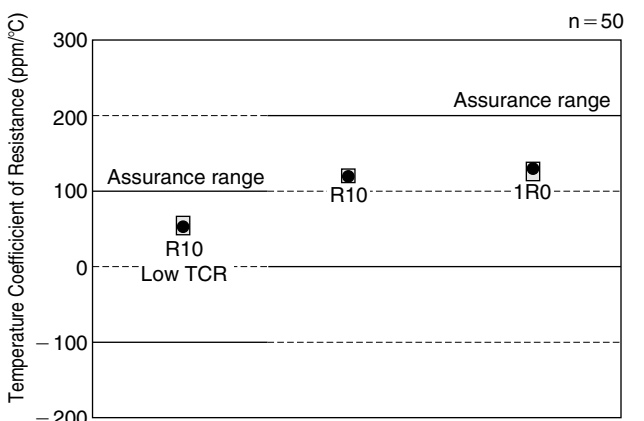 n=50
Temperature Coefficicient of Resistance (ppm/°C)
300
200
100
0
−100
−200
Assurance range
Assurance range
R10
Low TCR
R10
1R0